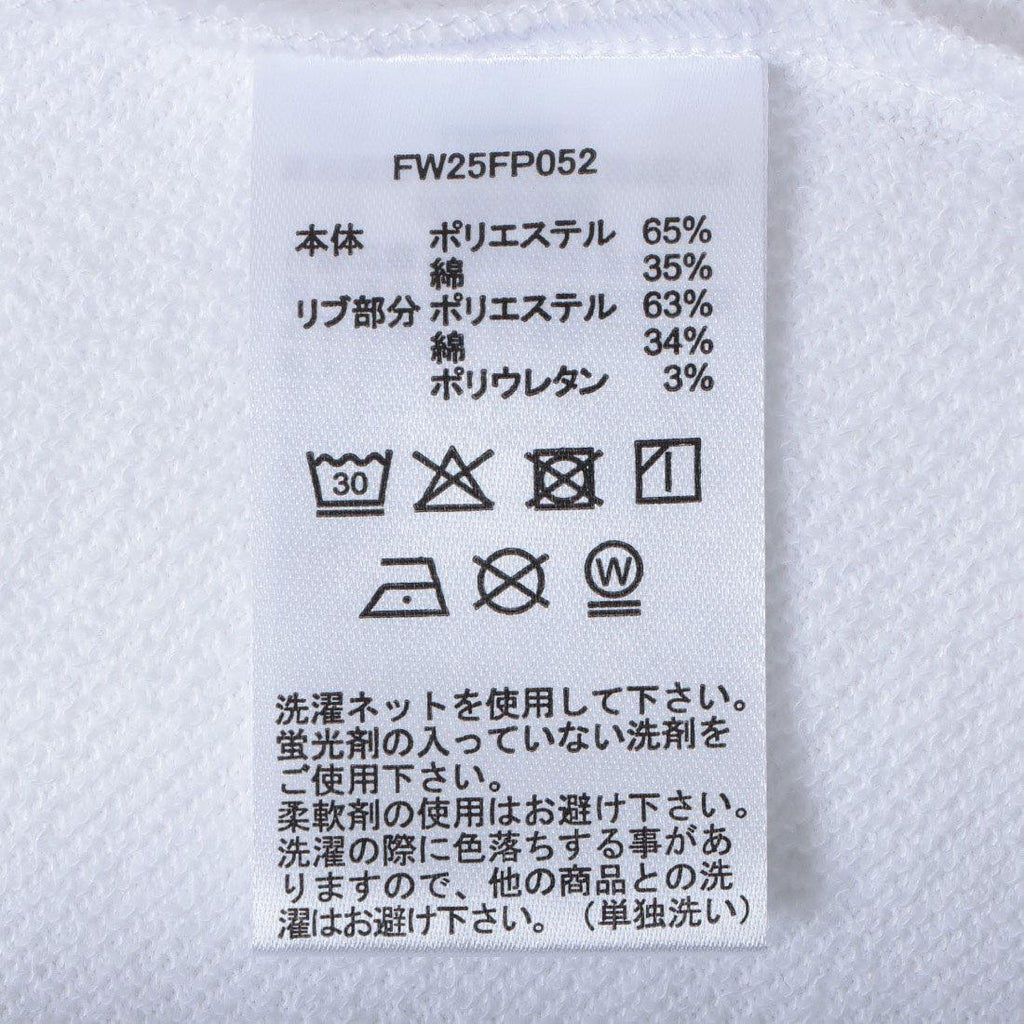 FW25FP052
本体 ポリエステル 65%
綿 35%
リブ部分 ポリエステル 63%
綿 34%
ポリウレタン 3%
30
W
洗濯ネットを使用して下さい。
蛍光剤の入っていない洗剤を
ご使用下さい。
柔軟剤の使用はお避け下さい。
洗濯の際に色落ちする事があ
りますので、他の商品との洗
濯はお避け下さい。（単独洗い）